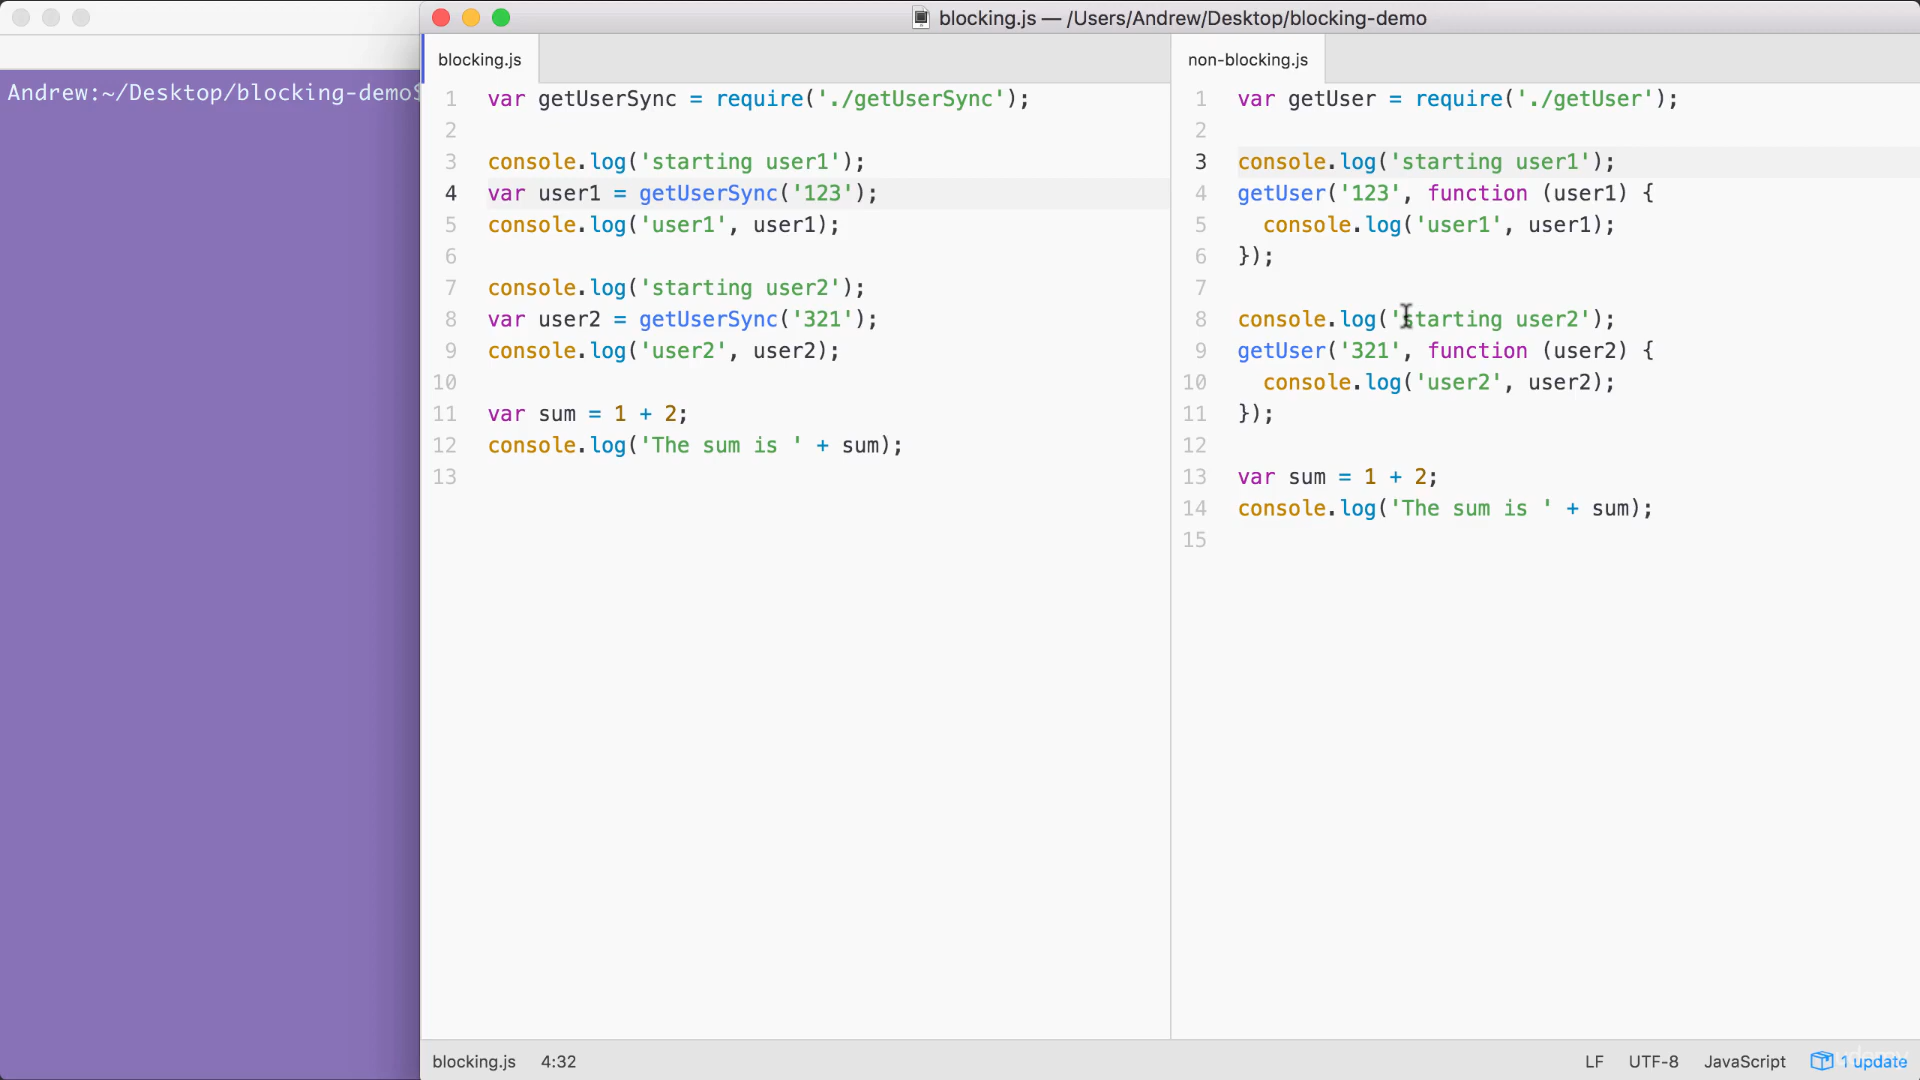 blocking.js — /Users/Andrew/Desktop/blocking-demo
Andrew:~/Desktop/blocking-demo$
blocking.js
1 var getUserSync = require('./getUserSync');
2
3 console.log('starting user1');
4 var user1 = getUserSync('123');
5 console.log('user1', user1);
6
7 console.log('starting user2');
8 var user2 = getUserSync('321');
9 console.log('user2', user2);
10
11 var sum = 1 + 2;
12 console.log('The sum is ' + sum);
13
non-blocking.js
1 var getUser = require('./getUser');
2
3 console.log('starting user1');
4 getUser('123', function (user1) {
5   console.log('user1', user1);
6 });
7
8 console.log('starting user2');
9 getUser('321', function (user2) {
10   console.log('user2', user2);
11 });
12
13 var sum = 1 + 2;
14 console.log('The sum is ' + sum);
15
blocking.js 4:32 LF UTF-8 JavaScript 1 update